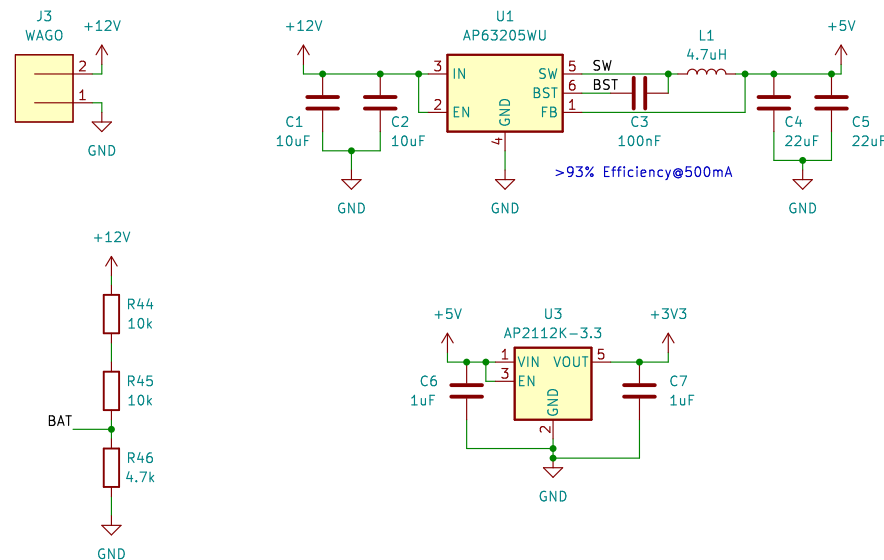 J3
WAGO
+12V
2
1
GND
+12V
U1
AP63205WU
3
IN
2
EN
GND
4
SW
5
SW
BST
6
BST
FB
1
C1
10uF
C2
10uF
GND
GND
C3
100nF
L1
4.7uH
+5V
C4
22uF
C5
22uF
GND
>93% Efficiency@500mA
+12V
R44
10k
R45
10k
BAT
R46
4.7k
GND
+5V
U3
AP2112K-3.3
+3V3
1
VIN
VOUT
5
3
EN
GND
2
C6
1uF
C7
1uF
GND